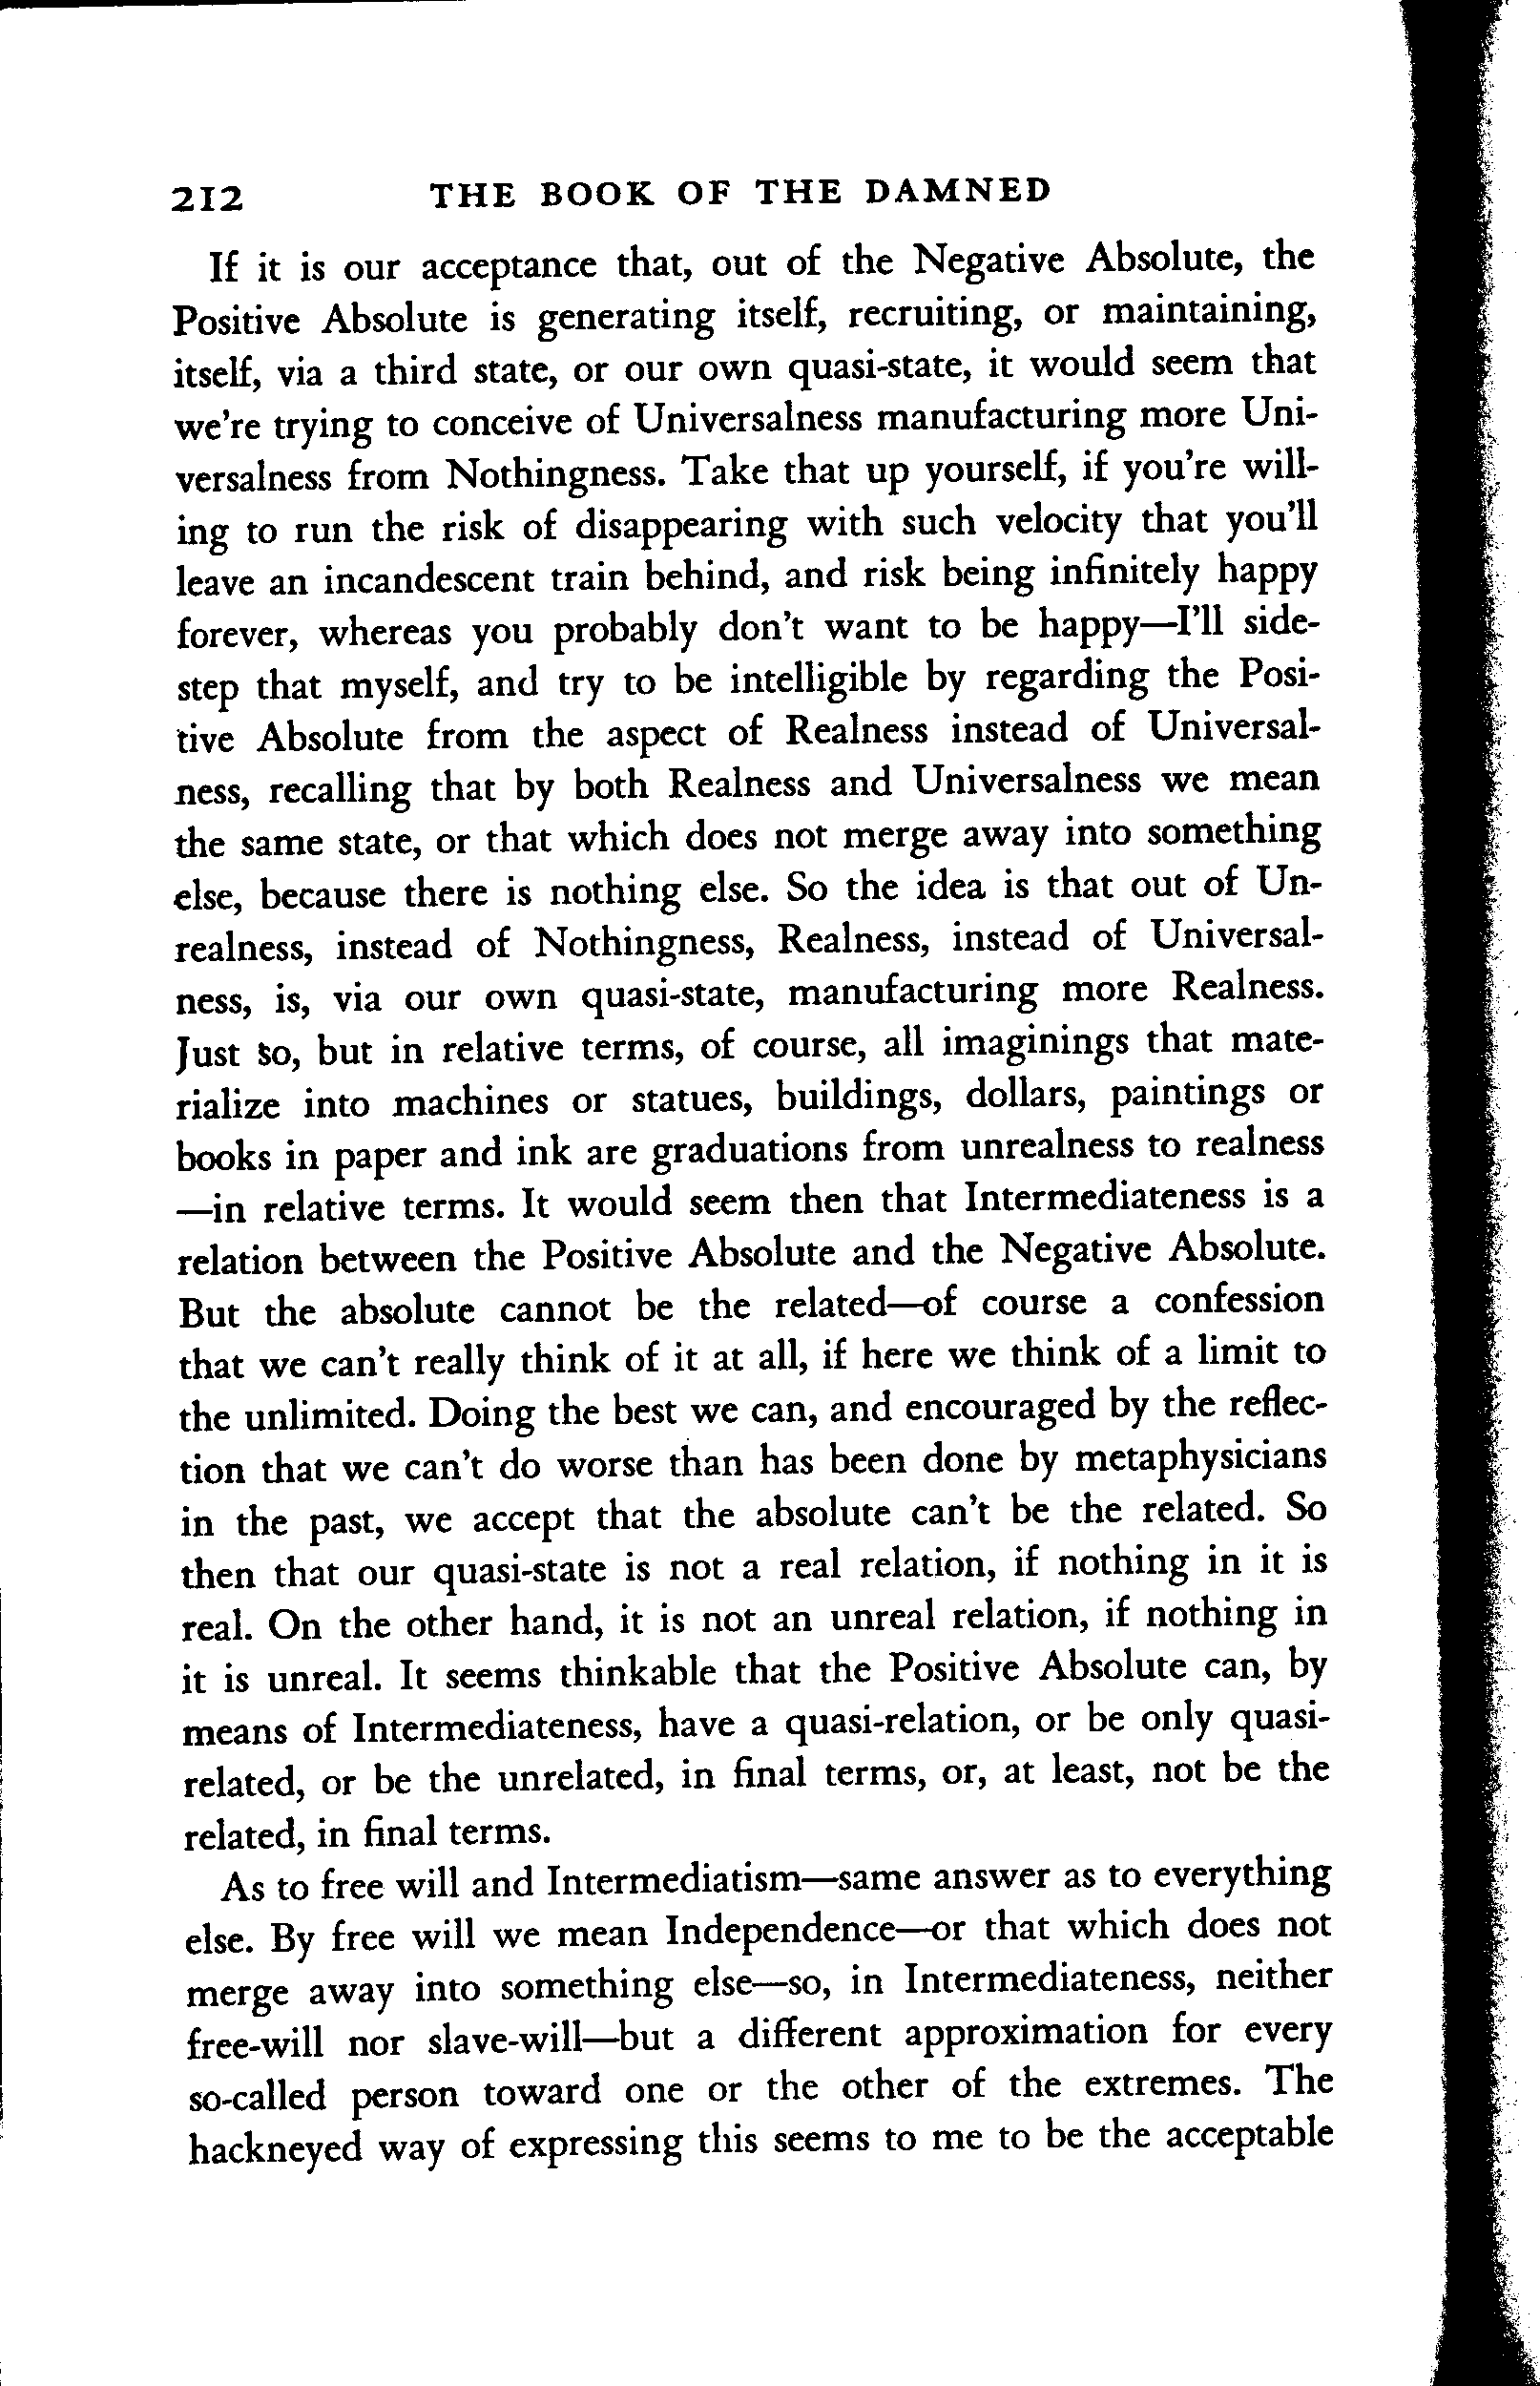 212 THE BOOK OF THE DAMNED
If it is our acceptance that, out of the Negative Absolute, the
Positive Absolute is generating itself, recruiting, or maintaining,
itself, via a third state, or our own quasi-state, it would seem that
we're trying to conceive of Universalness manufacturing more Uni-
versalness from Nothingness. Take that up yourself, if you're will-
ing to run the risk of disappearing with such velocity that you'll
leave an incandescent train behind, and risk being infinitely happy
forever, whereas you probably don't want to be happy—I'll side-
step that myself, and try to be intelligible by regarding the Posi-
tive Absolute from the aspect of Realness instead of Universal-
ness, recalling that by both Realness and Universalness we mean
the same state, or that which does not merge away into something
else, because there is nothing else. So the idea is that out of Un-
realness, instead of Nothingness, Realness, instead of Universal-
ness, is, via our own quasi-state, manufacturing more Realness.
Just so, but in relative terms, of course, all imaginings that mate-
rialize into machines or statues, buildings, dollars, paintings or
books in paper and ink are graduations from unrealness to realness
—in relative terms. It would seem then that Intermediateness is a
relation between the Positive Absolute and the Negative Absolute.
But the absolute cannot be the related—of course a confession
that we can't really think of it at all, if here we think of a limit to
the unlimited. Doing the best we can, and encouraged by the reflec-
tion that we can't do worse than has been done by metaphysicians
in the past, we accept that the absolute can't be the related. So
then that our quasi-state is not a real relation, if nothing in it is
real. On the other hand, it is not an unreal relation, if nothing in
it is unreal. It seems thinkable that the Positive Absolute can, by
means of Intermediateness, have a quasi-relation, or be only quasi-
related, or be the unrelated, in final terms, or, at least, not be the
related, in final terms.
As to free will and Intermediatism—same answer as to everything
else. By free will we mean Independence—or that which does not
merge away into something else—so, in Intermediateness, neither
free-will nor slave-will—but a different approximation for every
so-called person toward one or the other of the extremes. The
hackneyed way of expressing this seems to me to be the acceptable